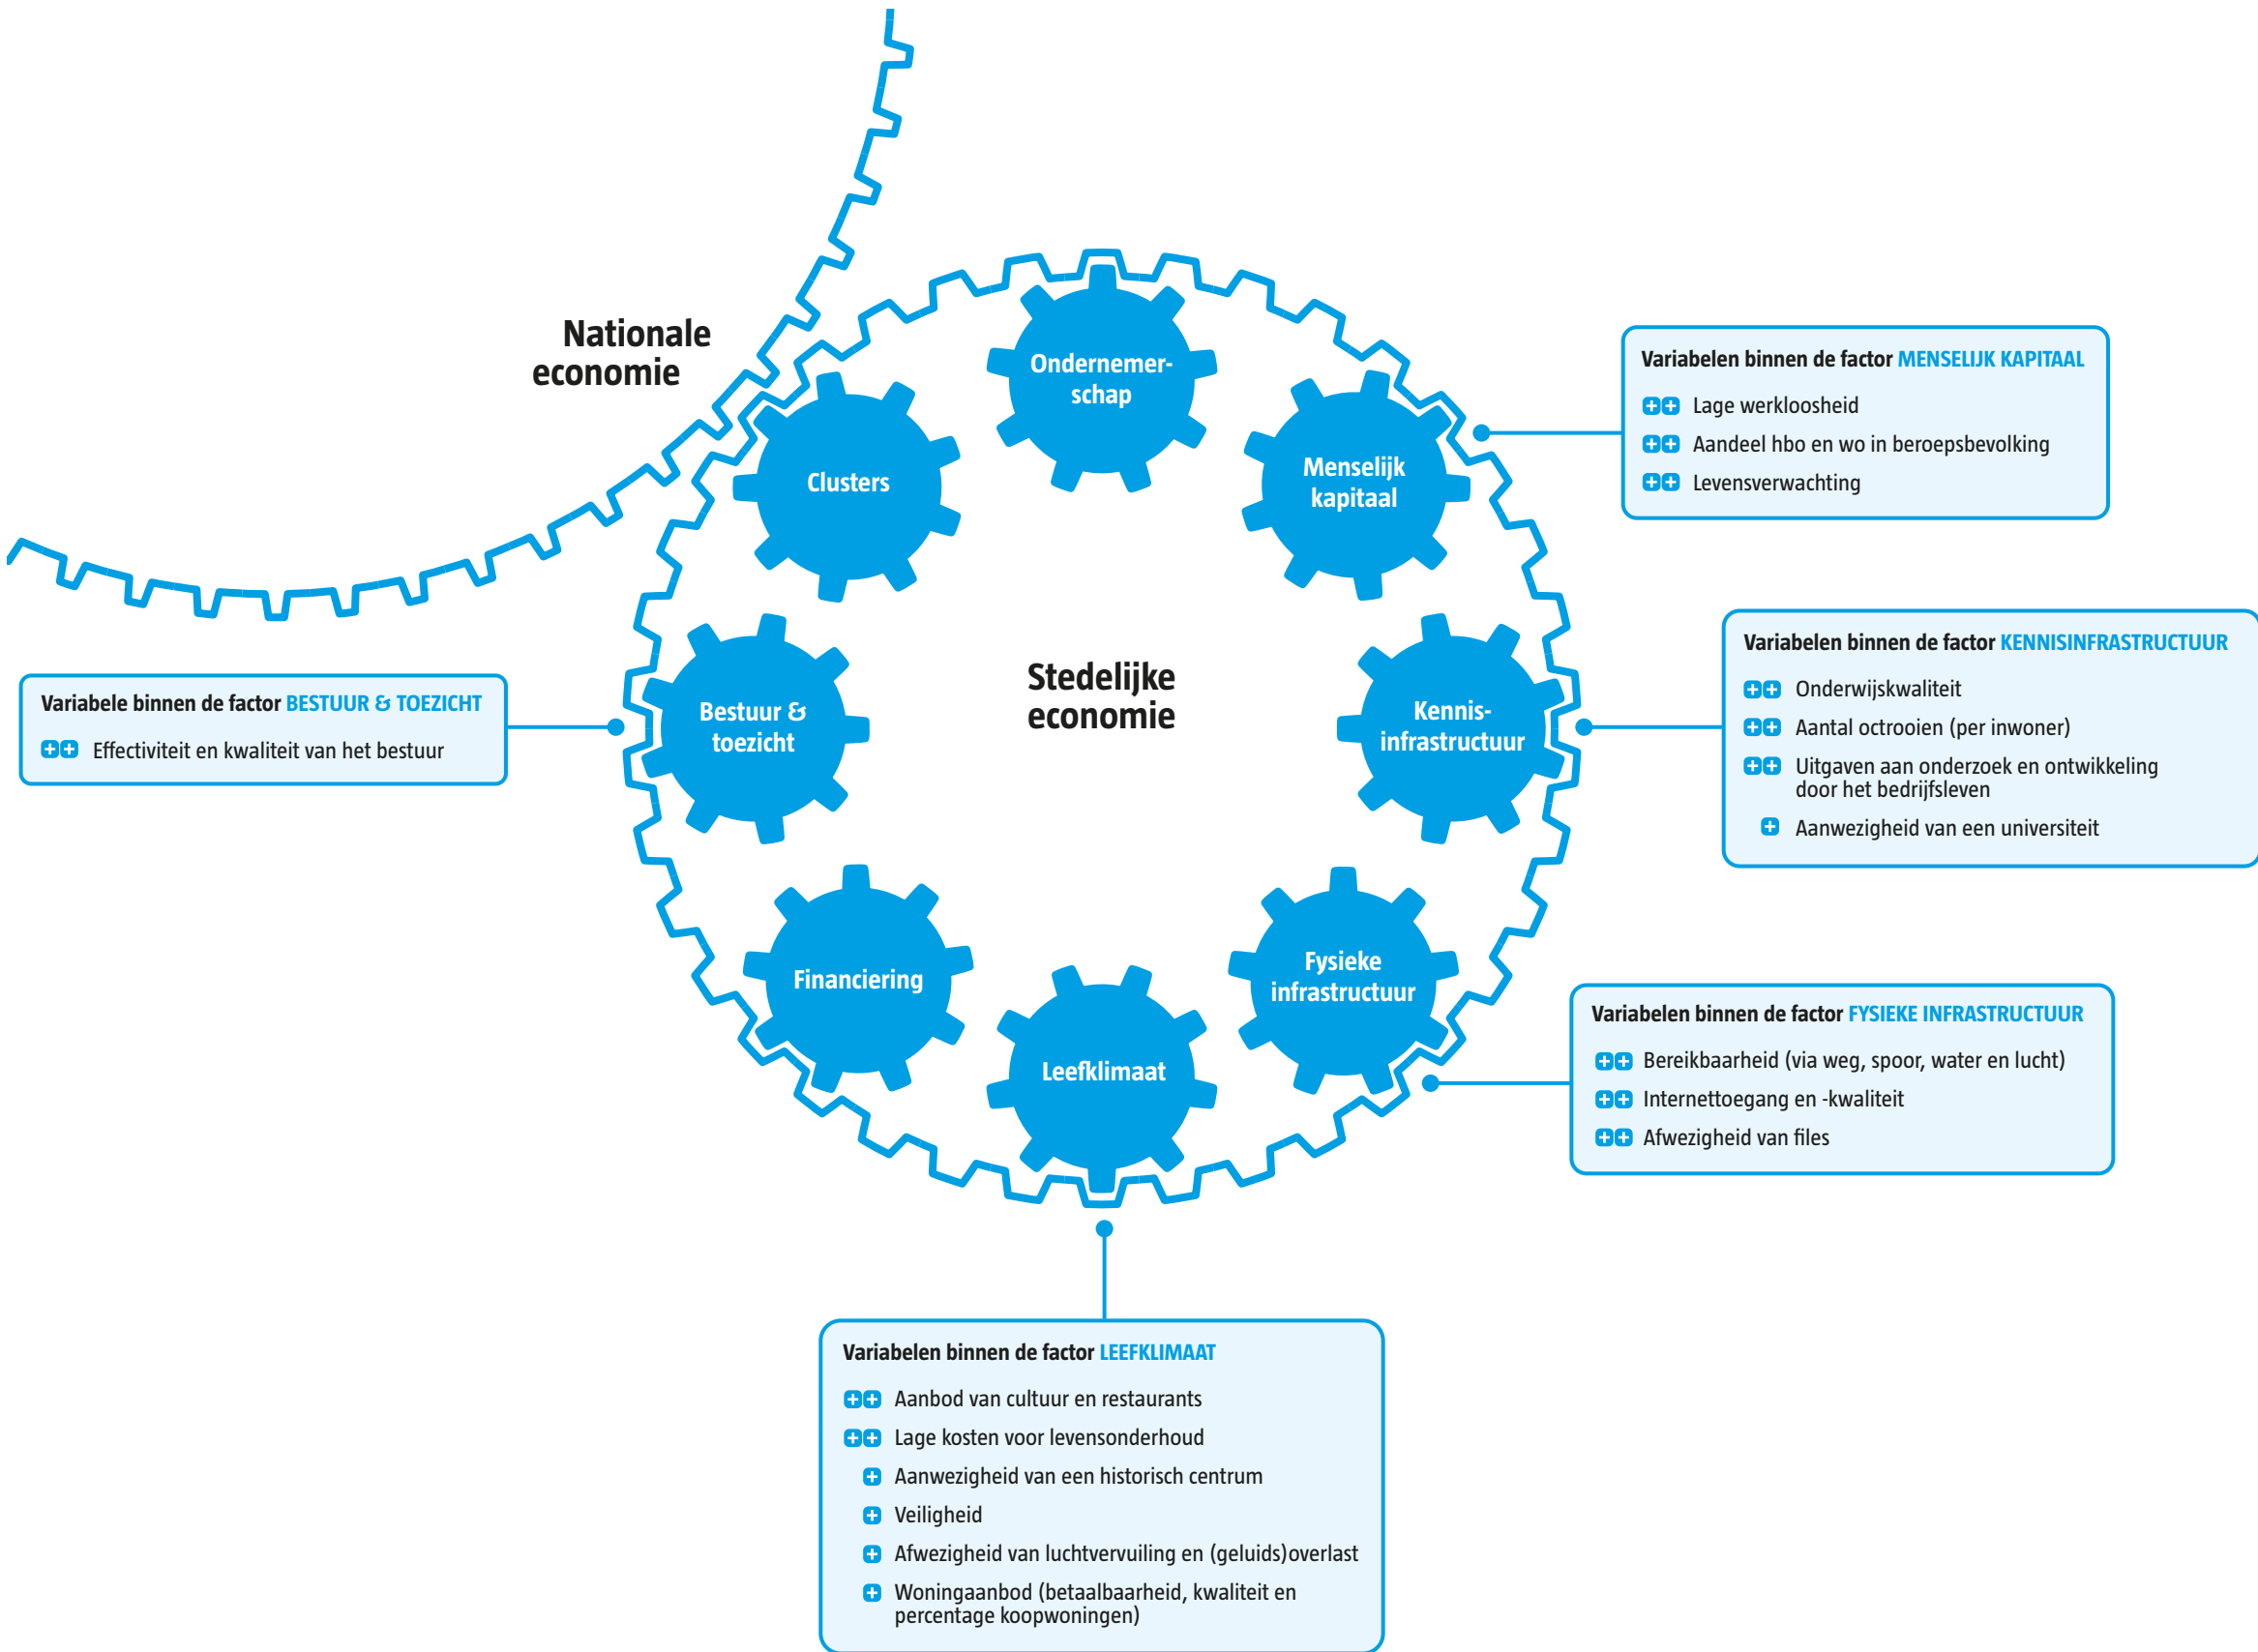 Nationale
economie
Ondernemer-
schap
Menselijk
kapitaal
Clusters
Stedelijke
economie
Bestuur &
toezicht
Kennis-
infrastructuur
Financiering
Fysieke
infrastructuur
Leefklimaat
Variabelen binnen de factor MENSELIJK KAPITAAL
++ Lage werkloosheid
++ Aandeel hbo en wo in beroepsbevolking
++ Levensverwachting
Variabelen binnen de factor KENNISINFRASTRUCTUUR
++ Onderwijskwaliteit
++ Aantal octrooien (per inwoner)
++ Uitgaven aan onderzoek en ontwikkeling
door het bedrijfsleven
+ Aanwezigheid van een universiteit
Variabele binnen de factor BESTUUR & TOEZICHT
++ Effectiviteit en kwaliteit van het bestuur
Variabelen binnen de factor FYSIEKE INFRASTRUCTUUR
++ Bereikbaarheid (via weg, spoor, water en lucht)
++ Internettoegang en -kwaliteit
++ Afwezigheid van files
Variabelen binnen de factor LEEFKLIMAAT
++ Aanbod van cultuur en restaurants
++ Lage kosten voor levensonderhoud
+ Aanwezigheid van een historisch centrum
+ Veiligheid
+ Afwezigheid van luchtvervuiling en (geluids)overlast
+ Woningaanbod (betaalbaarheid, kwaliteit en
percentage koopwoningen)